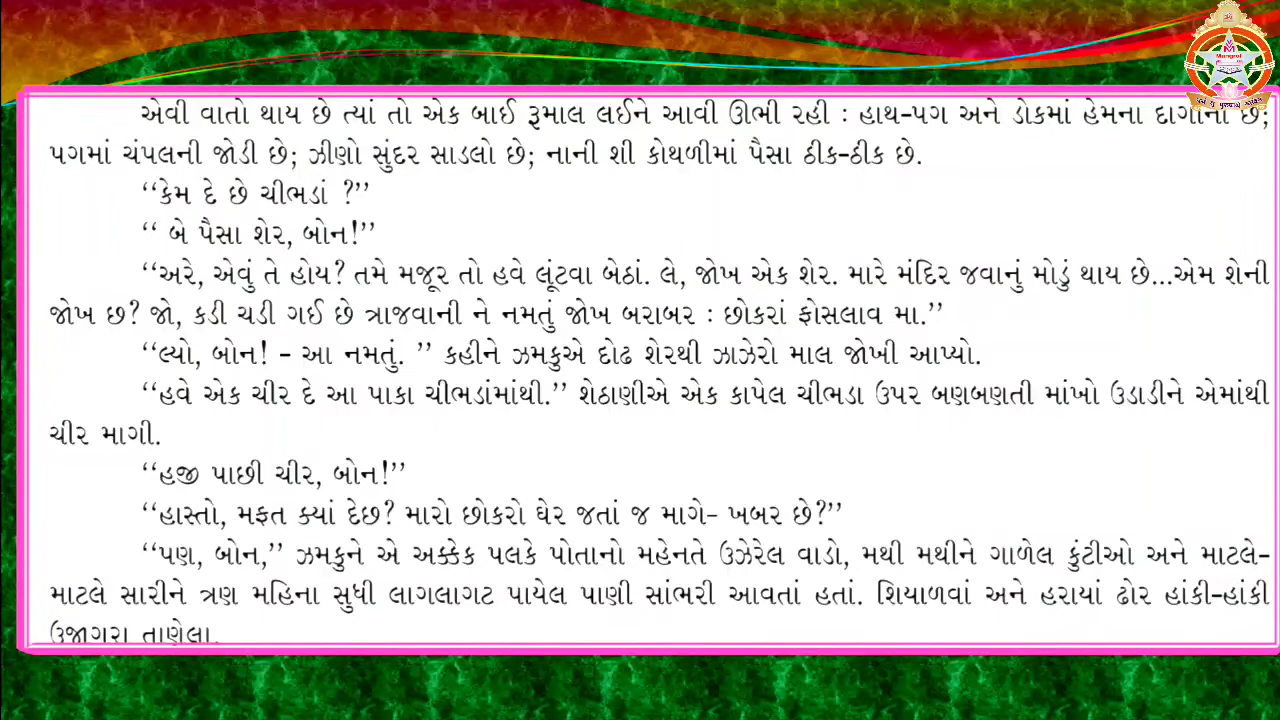 એવી વાતો થાય છે ત્યાં તો એક બાઈ રૂમાલ લઈને આવી ઊભી રહી : હાથ-પગ અને ડોકમાં હેમના દાગીના છે;
પગમાં ચંપલની જોડી છે; ઝીણો સુંદર સાડલો છે; નાની શી કોથળીમાં પૈસા ઠીક-ઠીક છે.
“કેમ દે છે ચીભડાં ?”
“ બે પૈસા શેર, બોન!”
“અરે, એવું તે હોય? તમે મજૂર તો હવે લૂંટવા બેઠાં. લે, જોખ એક શેર. મારે મંદિર જવાનું મોડું થાય છે...એમ શેની
જોખ છ? જો, કડી ચડી ગઈ છે ત્રાજવાની ને નમતું જોખ બરાબર : છોકરાં ફોસલાવ મા.”
“લ્યો, બોન! - આ નમતું. ” કહીને ઝમકુએ દોઢ શેરથી ઝાઝેરો માલ જોખી આપ્યો.
“હવે એક ચીર દે આ પાકા ચીભડાંમાંથી.” શેઠાણીએ એક કાપેલ ચીભડા ઉપર બણબણતી માંખો ઉડાડીને એમાંથી
ચીર માગી.
“હજી પાછી ચીર, બોન!”
“હાસ્તો, મફત ક્યાં દેછ? મારો છોકરો ઘેર જતાં જ માગે- ખબર છે?”
“પણ, બોન,” ઝમકુને એ અક્કેક પલકે પોતાનો મહેનતે ઉઝેરેલ વાડો, મથી મથીને ગાળેલ કુંટીઓ અને માટલે-
માટલે સારીને ત્રણ મહિના સુધી લાગલાગટ પાયેલ પાણી સાંભરી આવતાં હતાં. શિયાળવાં અને હરાયાં ઢોર હાંકી-હાંકી
ઉજાગરા તાણેલા.